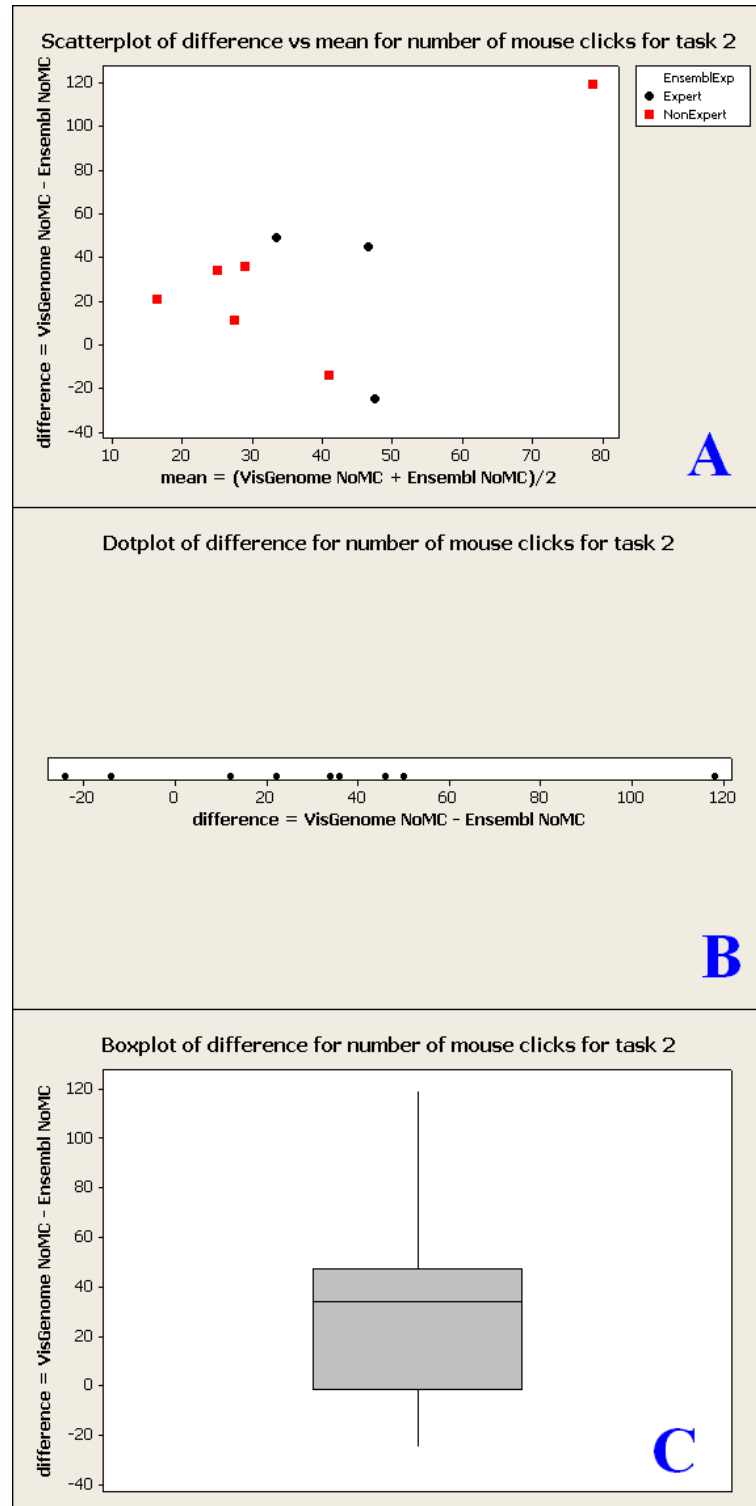 Scatterplot of difference vs mean for number of mouse clicks for task 2
difference = VisGenome NoMC - Ensembl NoMC
120
100
80
60
40
20
0
-20
-40
10 20 30 40 50 60 70 80
mean = (VisGenome NoMC + Ensembl NoMC)/2
EnsemblExp
Expert
NonExpert
A
Dotplot of difference for number of mouse clicks for task 2
-20 0 20 40 60 80 100 120
difference = VisGenome NoMC - Ensembl NoMC
B
Boxplot of difference for number of mouse clicks for task 2
difference = VisGenome NoMC - Ensembl NoMC
120
100
80
60
40
20
0
-20
-40
C